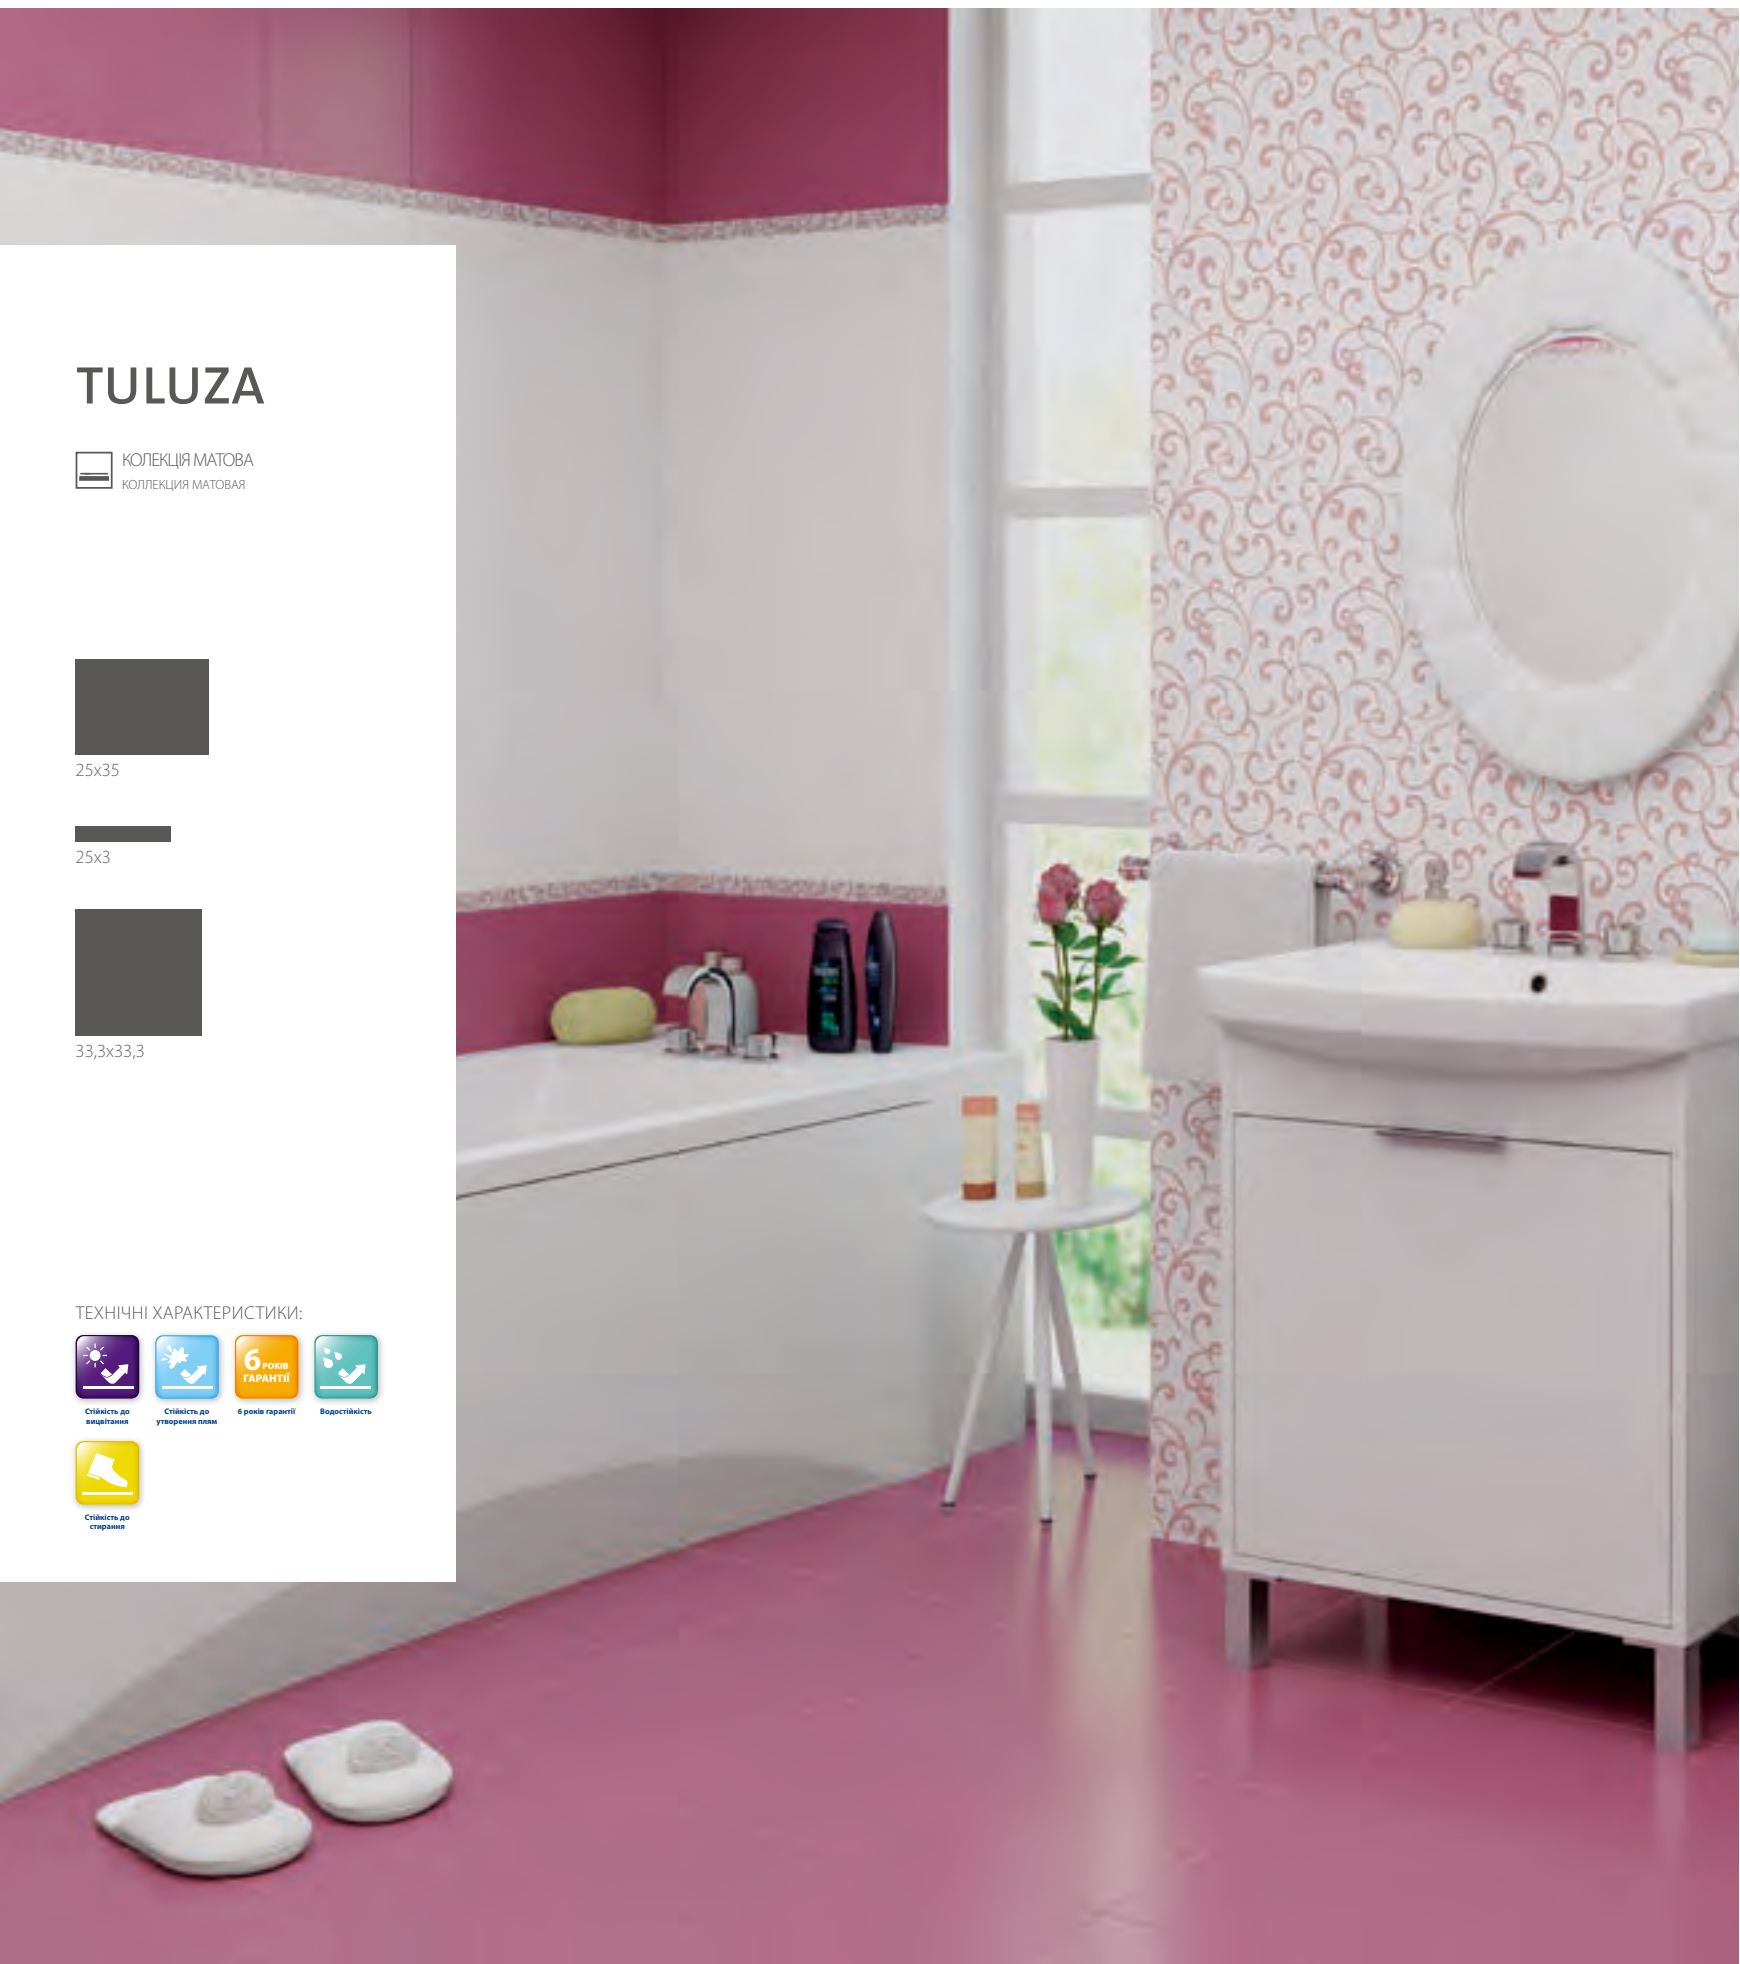 TULUZA
КОЛЕКЦІЯ МАТОВА
КОЛЛЕКЦИЯ МАТОВАЯ
25x35
25x3
33,3x33,3
ТЕХНІЧНІ ХАРАКТЕРИСТИКИ:
6 РОКІВ
ГАРАНТІЇ
Стійкість до
вицвітання
Стійкість до
утворення плям
6 років гарантії
Водостійкість
Стійкість до
стирання